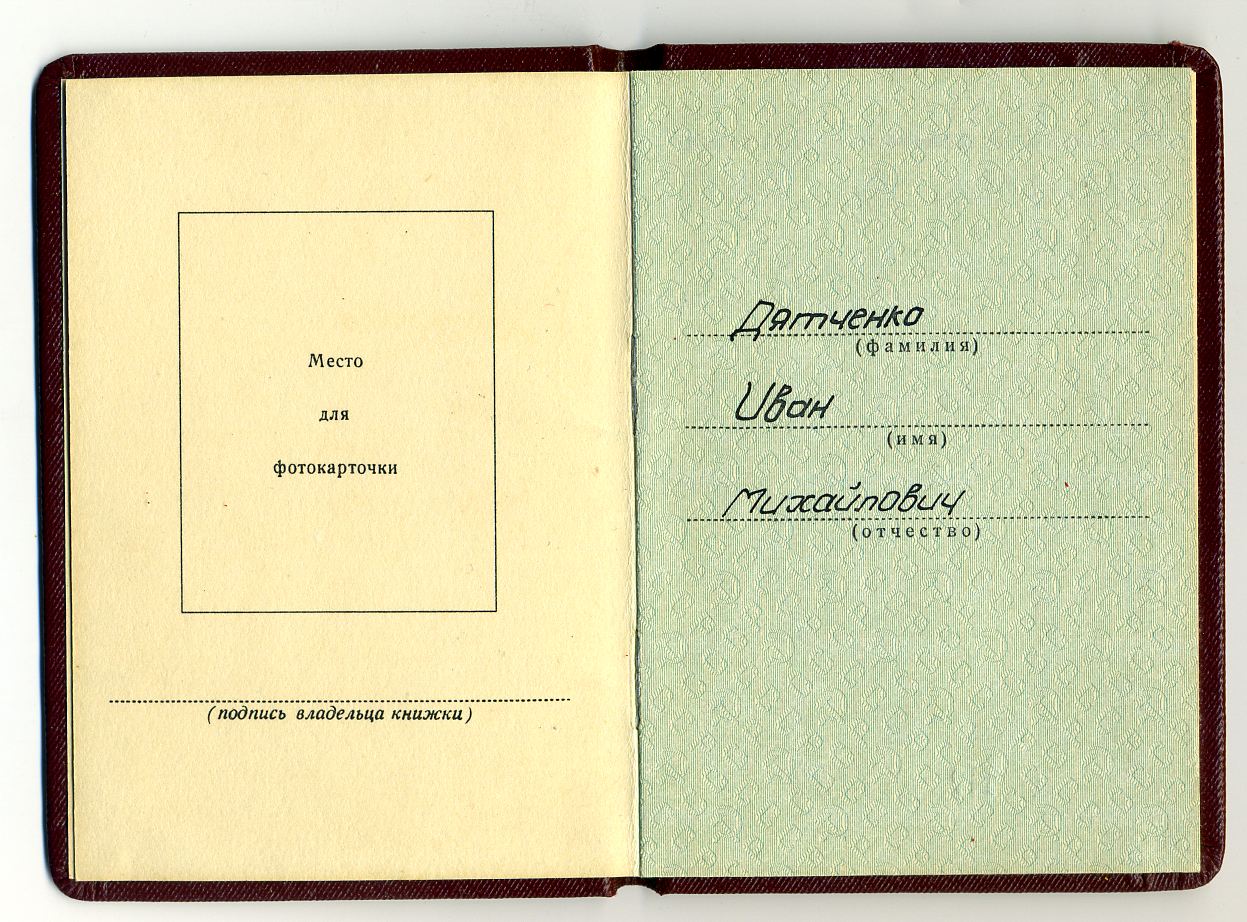 Место
для
фотокарточки
(подпись владельца книжки)
Дятченко
(фамилия)
Иван
(имя)
Михайлович
(отчество)